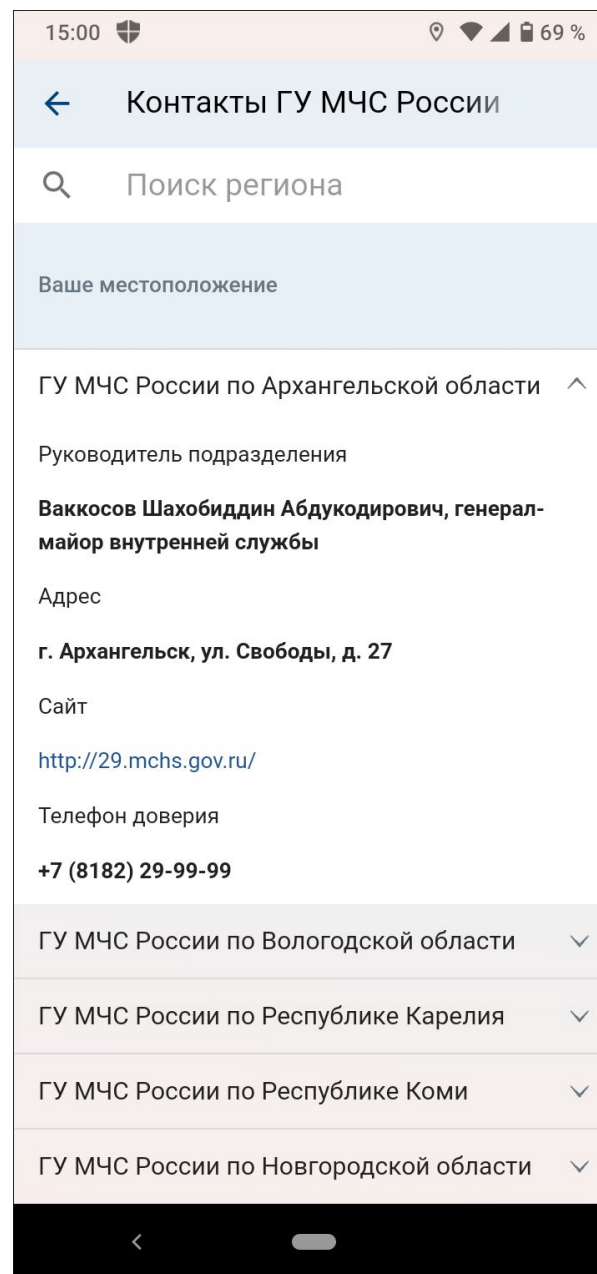 15:00
69 %
Контакты ГУ МЧС России
Поиск региона
Ваше местоположение
ГУ МЧС России по Архангельской области
Руководитель подразделения
Ваккосов Шахобиддин Абдукодирович, генерал-
майор внутренней службы
Адрес
г. Архангельск, ул. Свободы, д. 27
Сайт
http://29.mchs.gov.ru/
Телефон доверия
+7 (8182) 29-99-99
ГУ МЧС России по Вологодской области
ГУ МЧС России по Республике Карелия
ГУ МЧС России по Республике Коми
ГУ МЧС России по Новгородской области